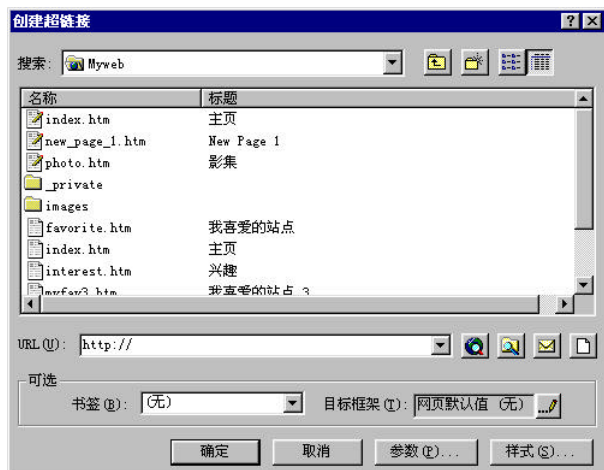 创建超链接
搜索: Myweb
名称 标题
index.htm 主页
new_page_1.htm New Page 1
photo.htm 影集
_private
images
favorite.htm 我喜爱的站点
index.htm 主页
interest.htm 兴趣
myfav3.htm 我喜爱的站点 3
URL(U): http://
可选
书签(B): (无) 目标框架(T): 网页默认值 (无)
确定 取消 参数(P)... 样式(S)...